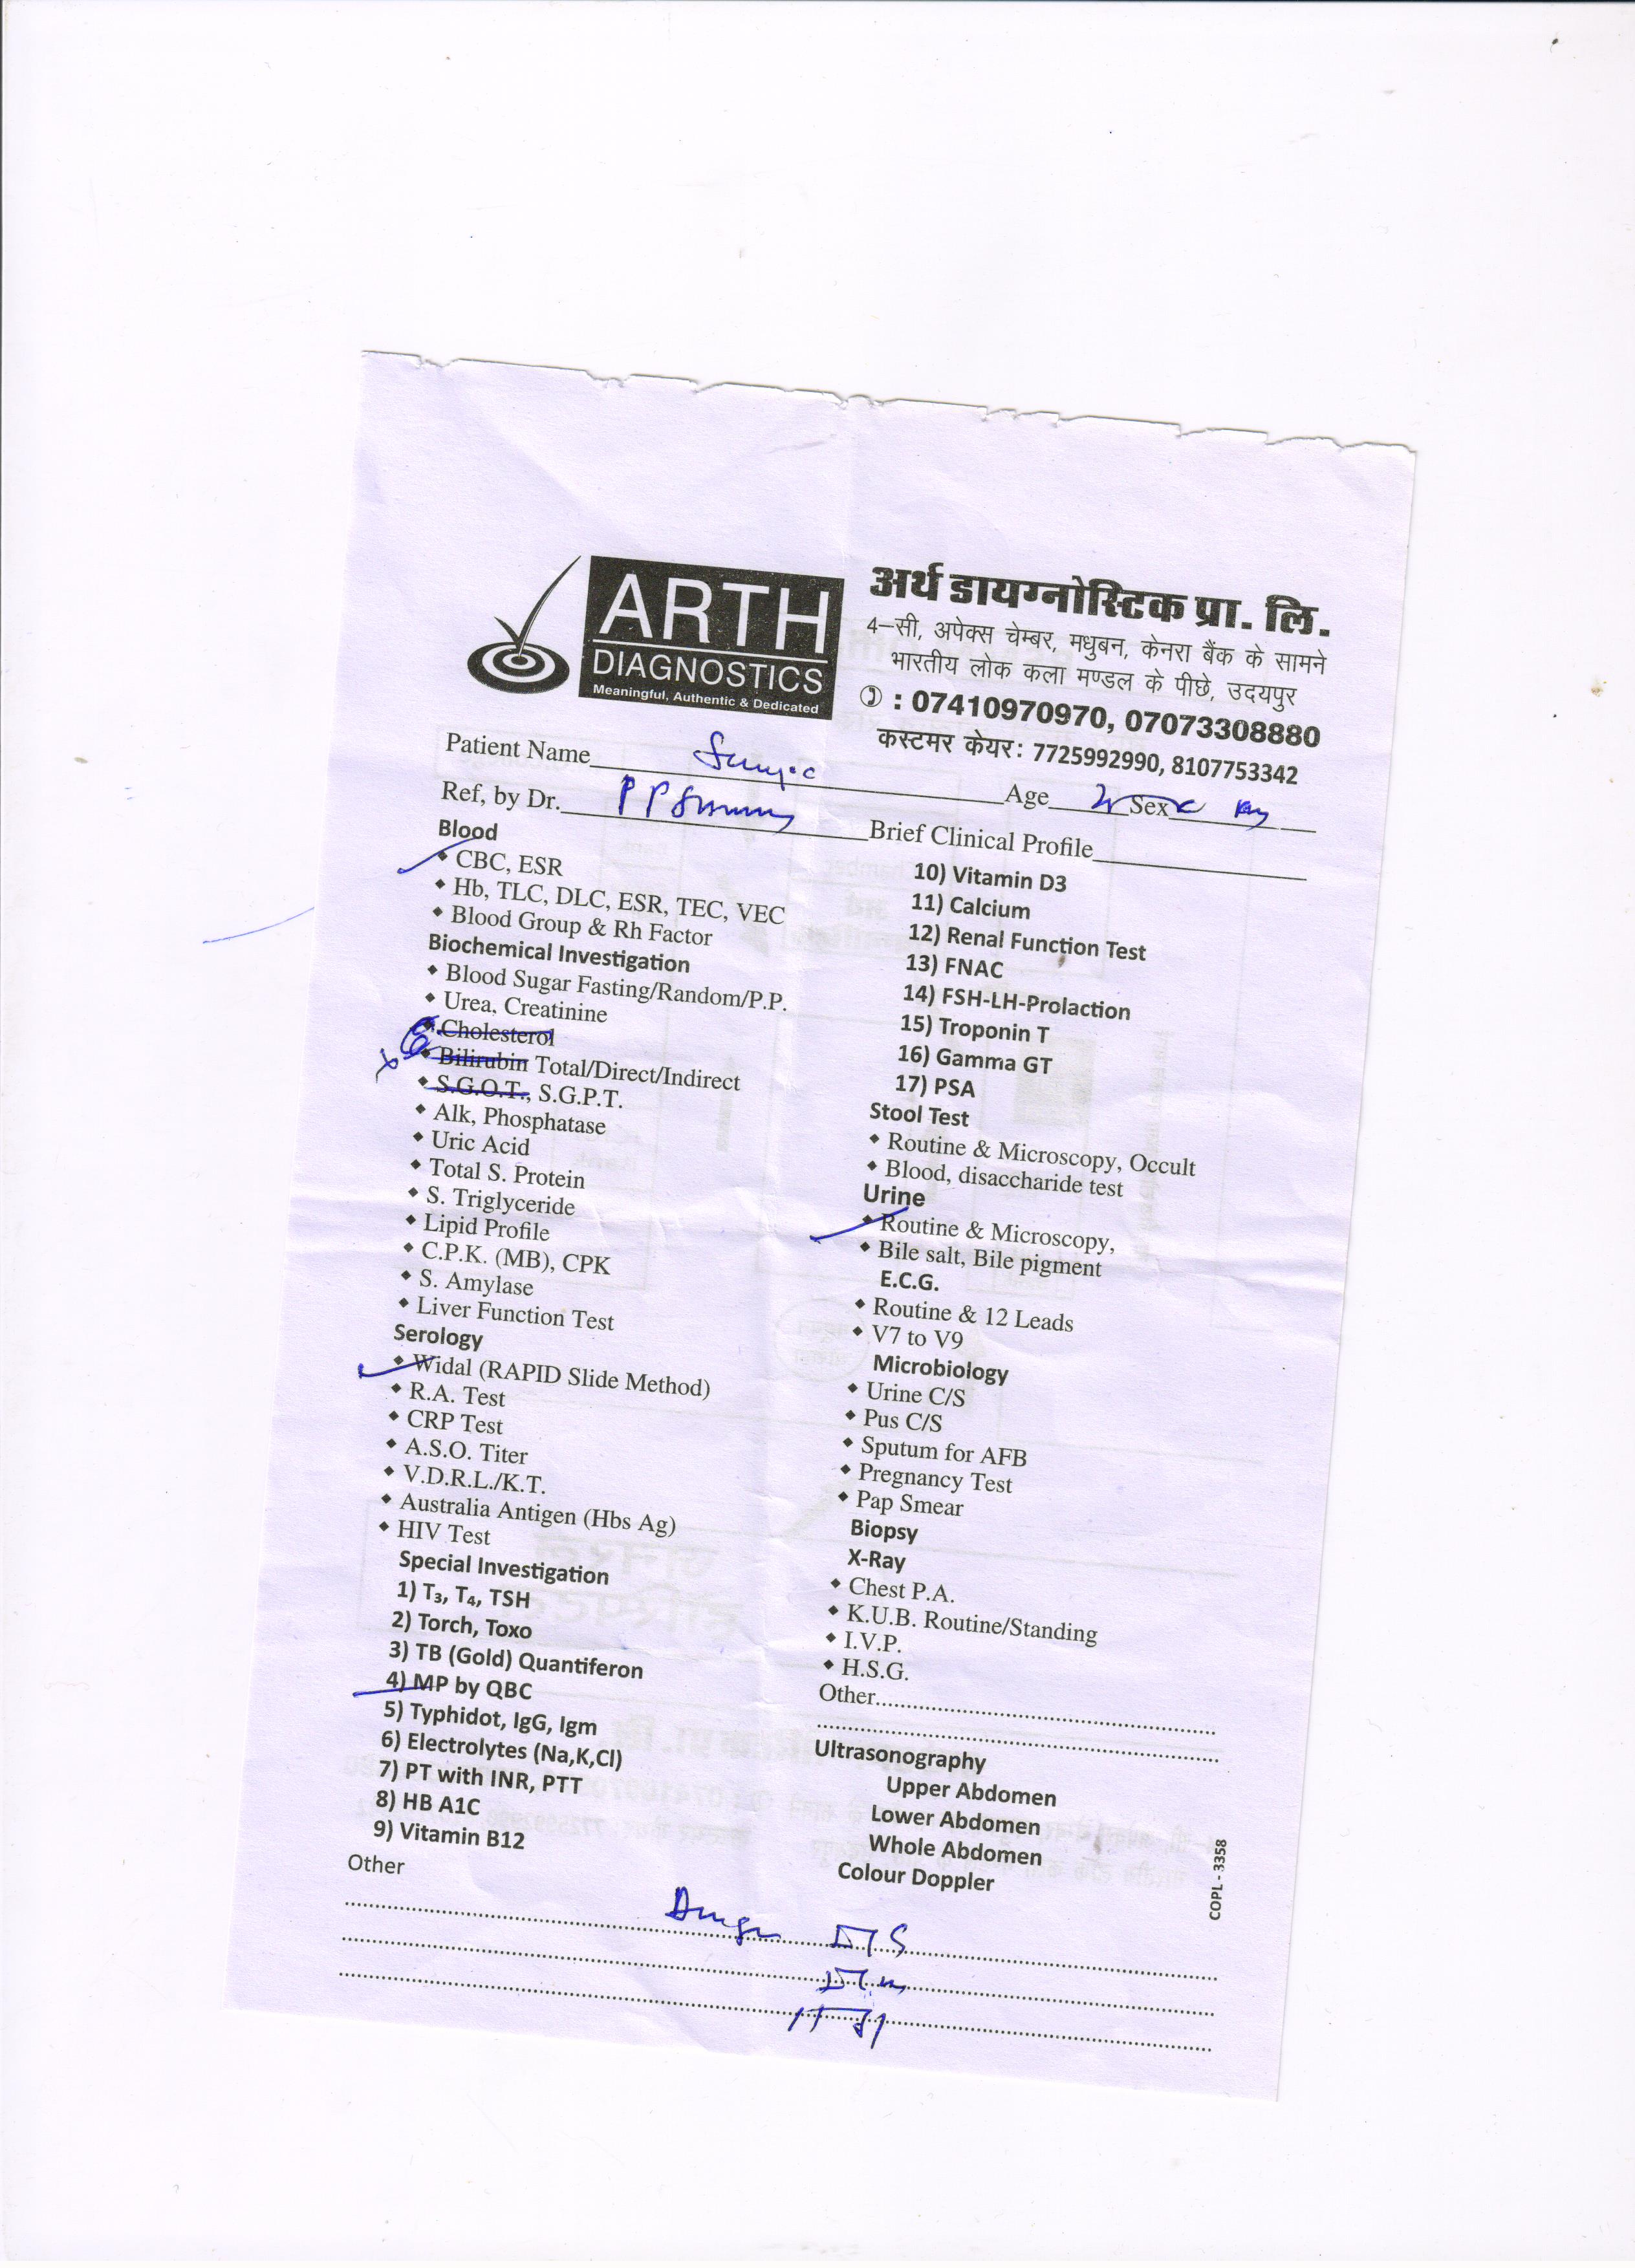 ARTH
DIAGNOSTICS
Meaningful, Authentic & Dedicated
अर्थ डायग्नोस्टिक प्रा. लि.
4-सी, अपेक्स चेम्बर, मधुबन, केनरा बैंक के सामने
भारतीय लोक कला मण्डल के पीछे, उदयपुर
: 07410970970, 07073308880
कस्टमर केयर: 7725992990, 8107753342
Patient Name
Age Sex
Ref, by Dr.
Brief Clinical Profile
Blood
CBC, ESR
Hb, TLC, DLC, ESR, TEC, VEC
Blood Group & Rh Factor
Biochemical Investigation
Blood Sugar Fasting/Random/P.P.
Urea, Creatinine
Cholesterol
Bilirubin Total/Direct/Indirect
S.G.O.T., S.G.P.T.
Alk, Phosphatase
Uric Acid
Total S. Protein
S. Triglyceride
Lipid Profile
C.P.K. (MB), CPK
S. Amylase
Liver Function Test
Serology
Widal (RAPID Slide Method)
R.A. Test
CRP Test
A.S.O. Titer
V.D.R.L./K.T.
Australia Antigen (Hbs Ag)
HIV Test
Special Investigation
1) T₃, T₄, TSH
2) Torch, Toxo
3) TB (Gold) Quantiferon
4) MP by QBC
5) Typhidot, IgG, Igm
6) Electrolytes (Na,K,Cl)
7) PT with INR, PTT
8) HB A1C
9) Vitamin B12
Other
10) Vitamin D3
11) Calcium
12) Renal Function Test
13) FNAC
14) FSH-LH-Prolaction
15) Troponin T
16) Gamma GT
17) PSA
Stool Test
Routine & Microscopy, Occult
Blood, disaccharide test
Urine
Routine & Microscopy,
Bile salt, Bile pigment
E.C.G.
Routine & 12 Leads
V7 to V9
Microbiology
Urine C/S
Pus C/S
Sputum for AFB
Pregnancy Test
Pap Smear
Biopsy
X-Ray
Chest P.A.
K.U.B. Routine/Standing
I.V.P.
H.S.G.
Other
Ultrasonography
Upper Abdomen
Lower Abdomen
Whole Abdomen
Colour Doppler
COPL - 3358